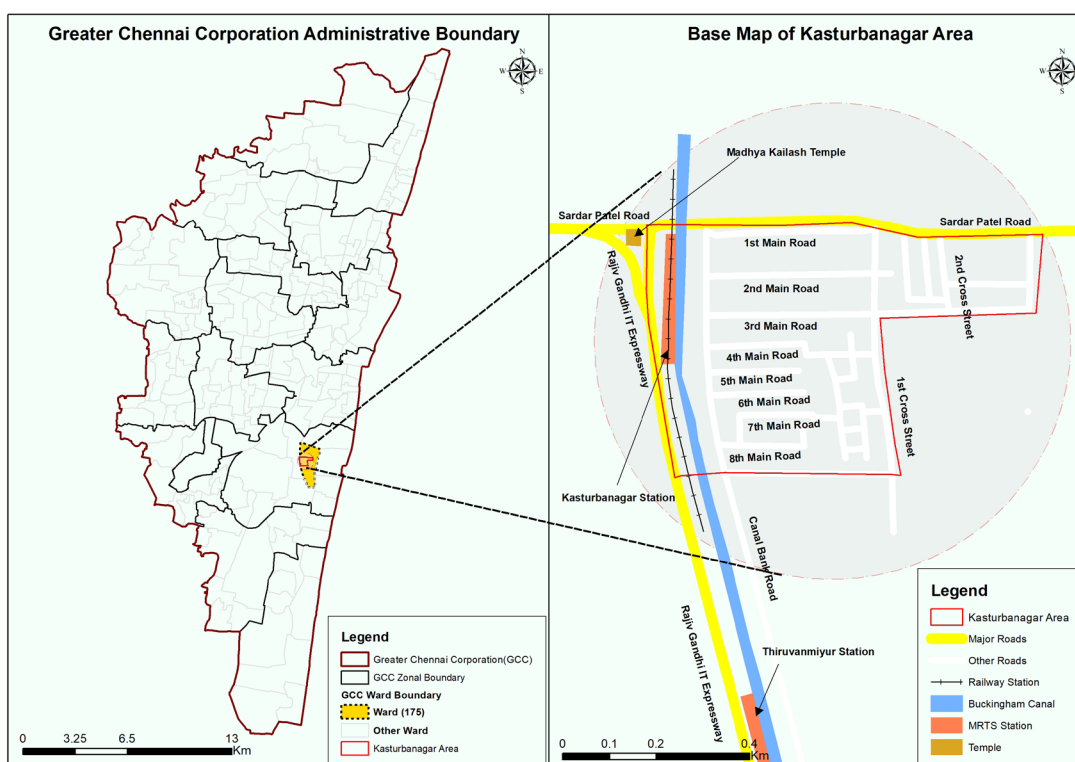 Greater Chennai Corporation Administrative Boundary
N
W
E
S
Legend
Greater Chennai Corporation(GCC)
GCC Zonal Boundary
GCC Ward Boundary
Ward (175)
Other Ward
Kasturbanagar Area
0 3.25 6.5 13
Km
Base Map of Kasturbanagar Area
N
W
E
S
Madhya Kailash Temple
Sardar Patel Road
Sardar Patel Road
1st Main Road
2nd Cross Street
Rajiv Gandhi IT Expressway
2nd Main Road
3rd Main Road
4th Main Road
5th Main Road
1st Cross Street
6th Main Road
7th Main Road
8th Main Road
Kasturbanagar Station
Canal Bank Road
Rajiv Gandhi IT Expressway
Thiruvanmiyur Station
Legend
Kasturbanagar Area
Major Roads
Other Roads
Railway Station
Buckingham Canal
MRTS Station
Temple
0 0.1 0.2 0.4
Km